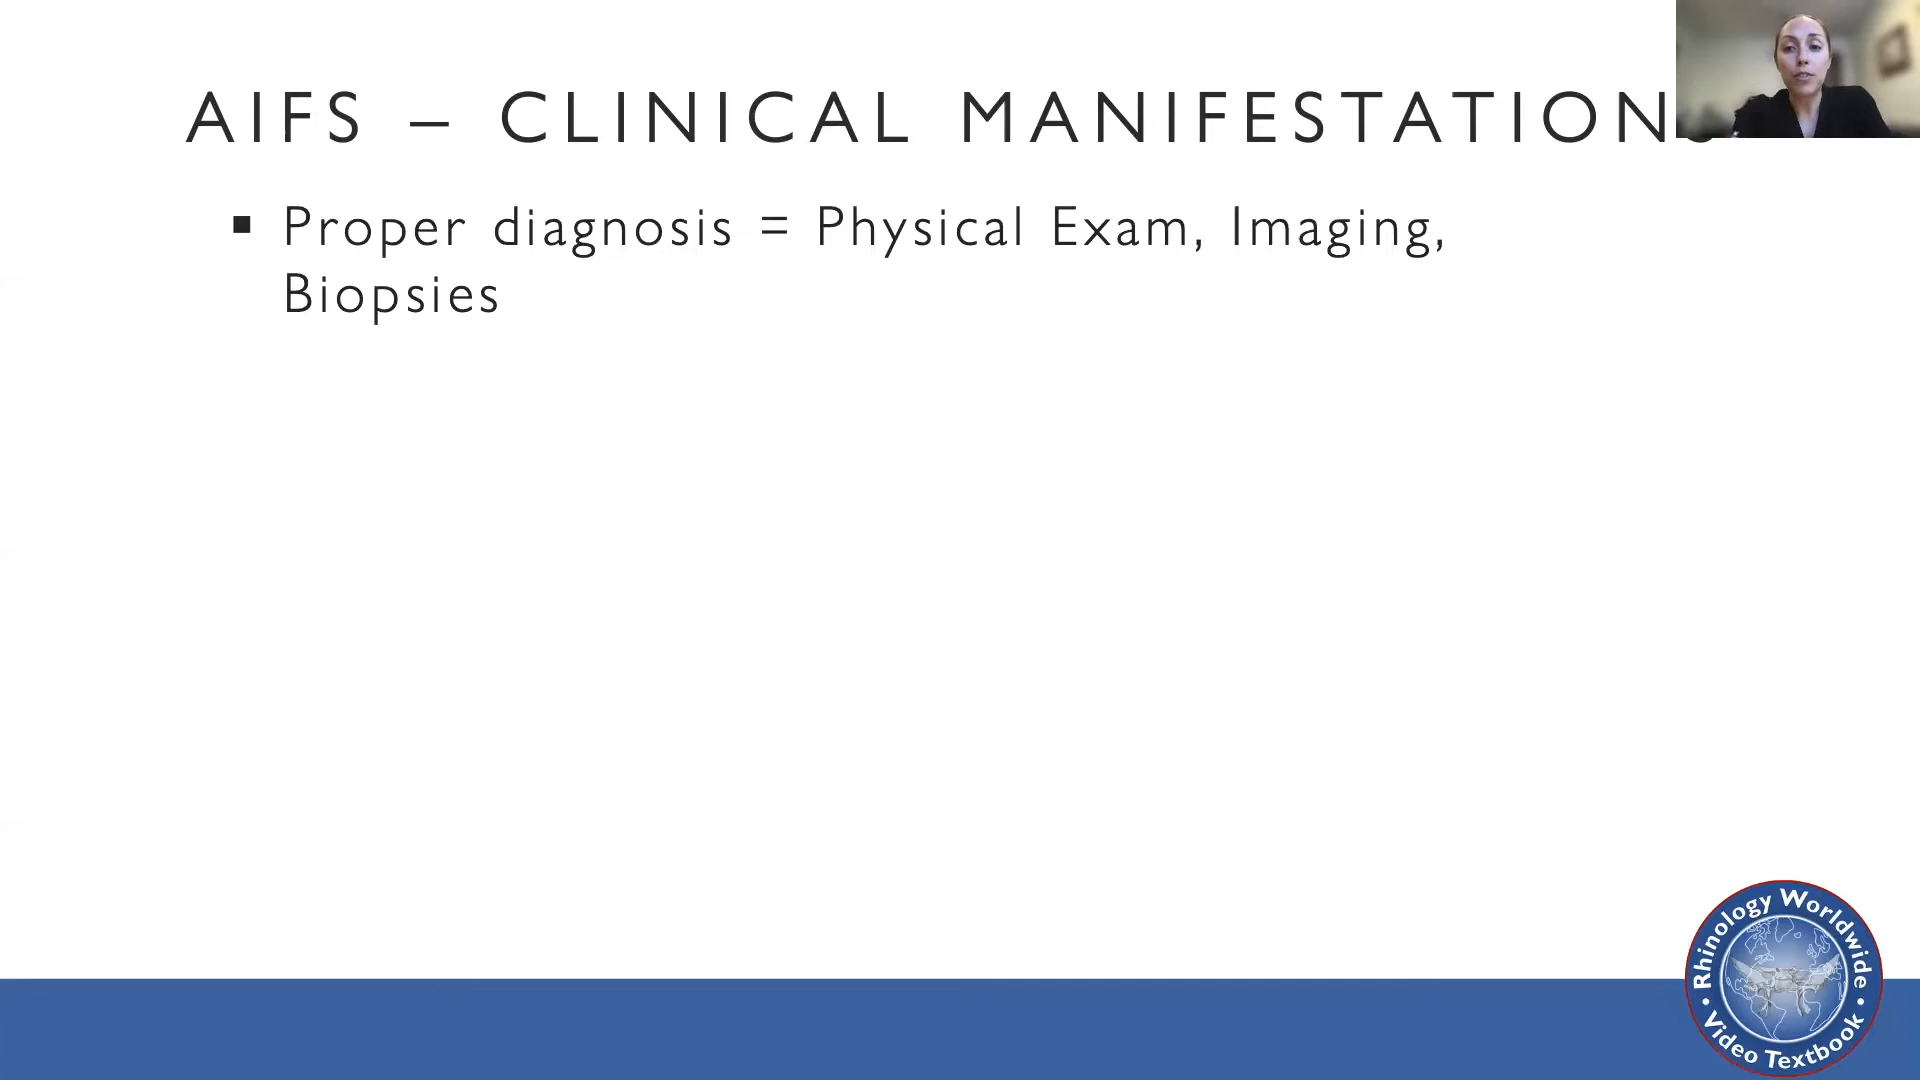 AIFS – CLINICAL MANIFESTATIONS
▪ Proper diagnosis = Physical Exam, Imaging,
Biopsies
Rhinology Worldwide
• Video Textbook •